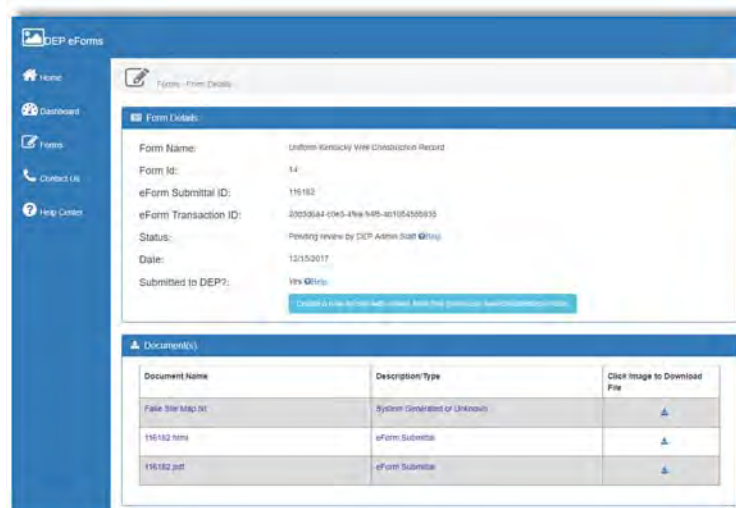 DEP eForms
Home
Forms - Form Details
Dashboard
Form Details
Forms
Form Name: Uniform Kentucky Well Construction Record
Form Id: 14
Contact Us
eForm Submittal ID: 116182
Help Center
eForm Transaction ID:
Status: Pending review by DEP Admin Staff Help
Date: 12/15/2017
Submitted to DEP?: Yes Help
Document(s)
Document Name Description/Type Click Image to Download File
Fake Site Map.txt System Generated or Unknown
116182.html eForm Submittal
116182.pdf eForm Submittal